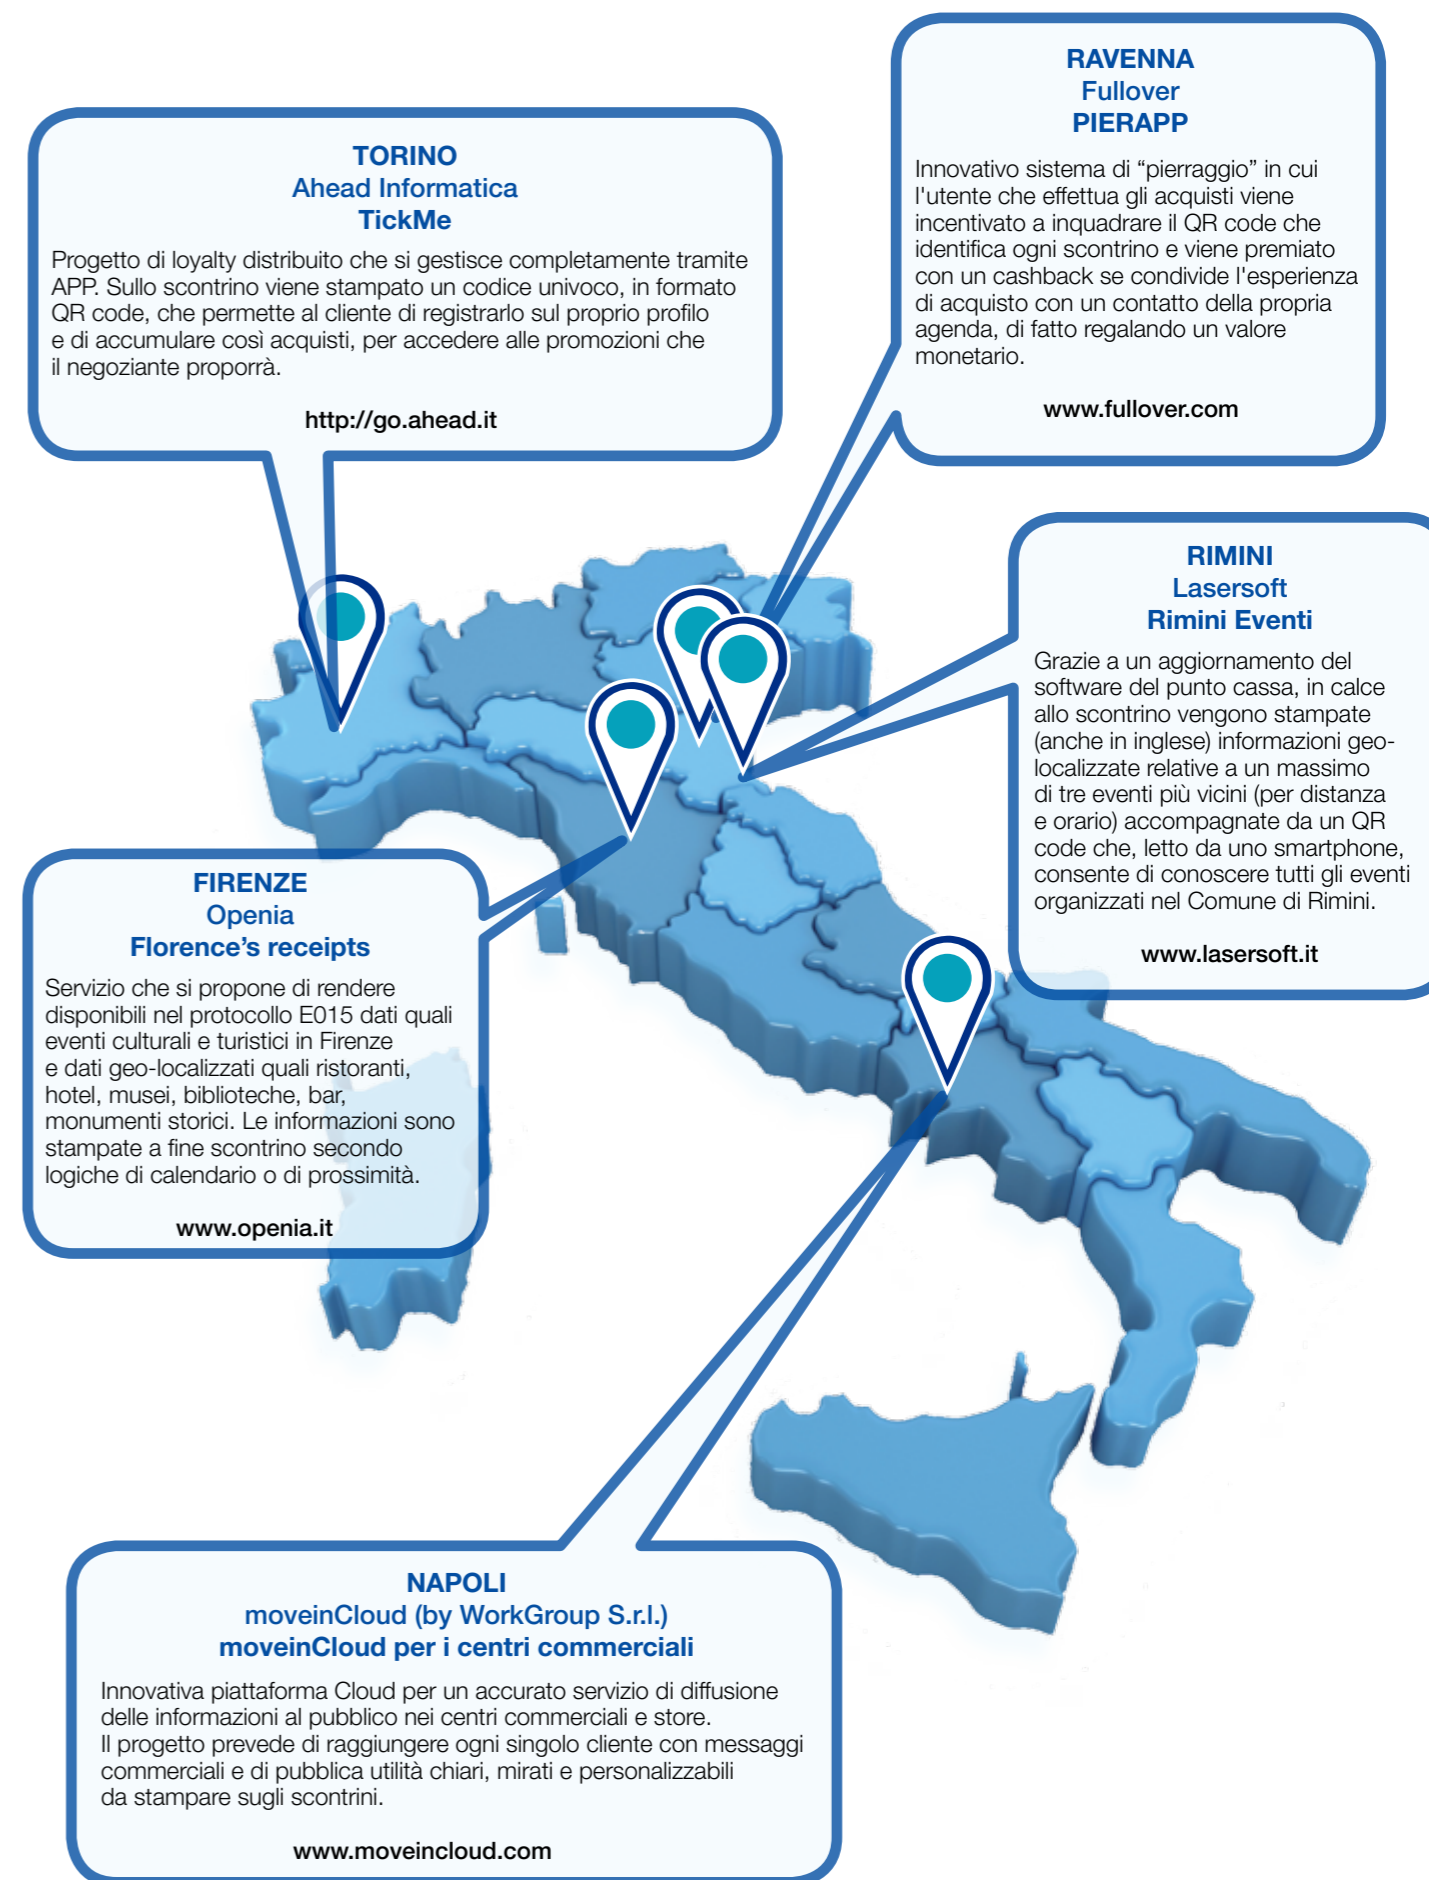 RAVENNA
Fullover
PIERAPP
Innovativo sistema di “pierraggio” in cui
l'utente che effettua gli acquisti viene
incentivato a inquadrare il QR code che
identifica ogni scontrino e viene premiato
con un cashback se condivide l'esperienza
di acquisto con un contatto della propria
agenda, di fatto regalando un valore
monetario.
www.fullover.com
TORINO
Ahead Informatica
TickMe
Progetto di loyalty distribuito che si gestisce completamente tramite
APP. Sullo scontrino viene stampato un codice univoco, in formato
QR code, che permette al cliente di registrarlo sul proprio profilo
e di accumulare così acquisti, per accedere alle promozioni che
il negoziante proporrà.
http://go.ahead.it
RIMINI
Lasersoft
Rimini Eventi
Grazie a un aggiornamento del
software del punto cassa, in calce
allo scontrino vengono stampate
(anche in inglese) informazioni geo-
localizzate relative a un massimo
di tre eventi più vicini (per distanza
e orario) accompagnate da un QR
code che, letto da uno smartphone,
consente di conoscere tutti gli eventi
organizzati nel Comune di Rimini.
www.lasersoft.it
FIRENZE
Openia
Florence’s receipts
Servizio che si propone di rendere
disponibili nel protocollo E015 dati quali
eventi culturali e turistici in Firenze
e dati geo-localizzati quali ristoranti,
hotel, musei, biblioteche, bar,
monumenti storici. Le informazioni sono
stampate a fine scontrino secondo
logiche di calendario o di prossimità.
www.openia.it
NAPOLI
moveinCloud (by WorkGroup S.r.l.)
moveinCloud per i centri commerciali
Innovativa piattaforma Cloud per un accurato servizio di diffusione
delle informazioni al pubblico nei centri commerciali e store.
Il progetto prevede di raggiungere ogni singolo cliente con messaggi
commerciali e di pubblica utilità chiari, mirati e personalizzabili
da stampare sugli scontrini.
www.moveincloud.com